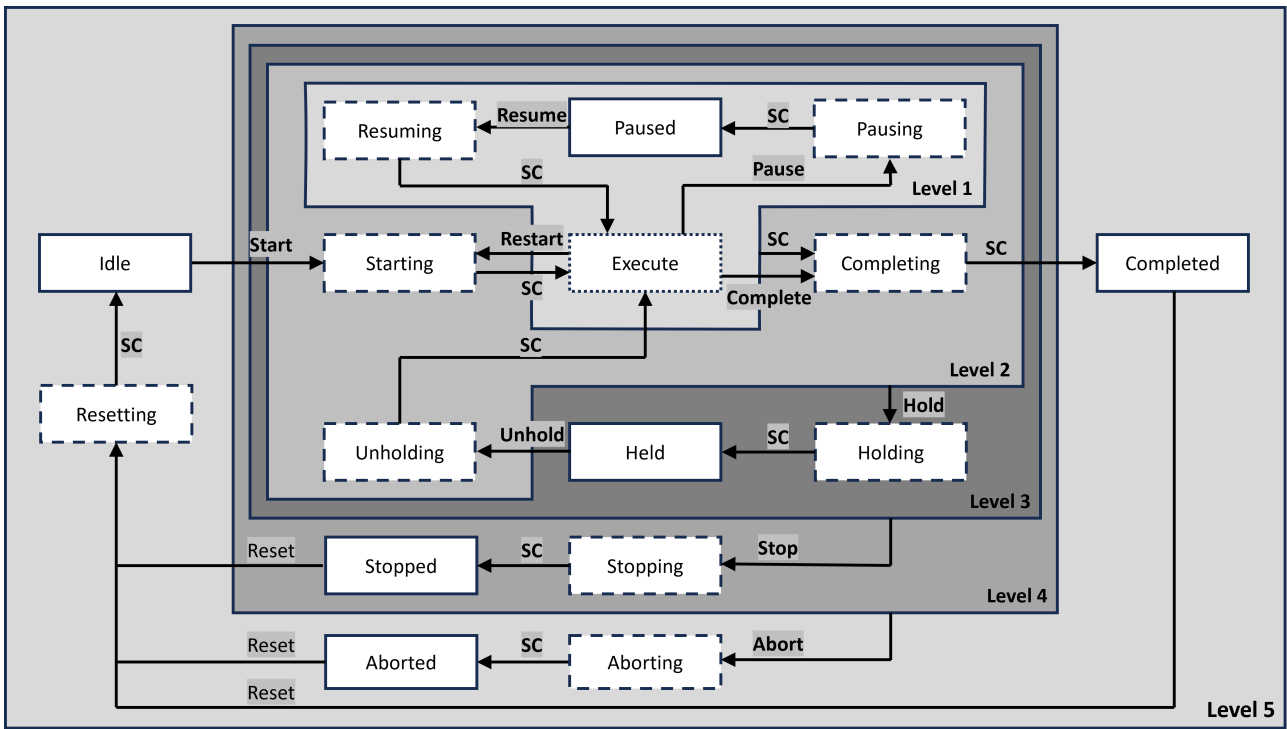 Resuming
Resume
Paused
SC
Pausing
SC
Pause
Level 1
Idle
Start
Starting
Restart
SC
Execute
SC
Complete
Completing
SC
Completed
SC
Level 2
SC
Resetting
Hold
Unholding
Unhold
Held
SC
Holding
Level 3
Reset
Stopped
SC
Stopping
Stop
Level 4
Reset
Aborted
SC
Aborting
Abort
Reset
Level 5